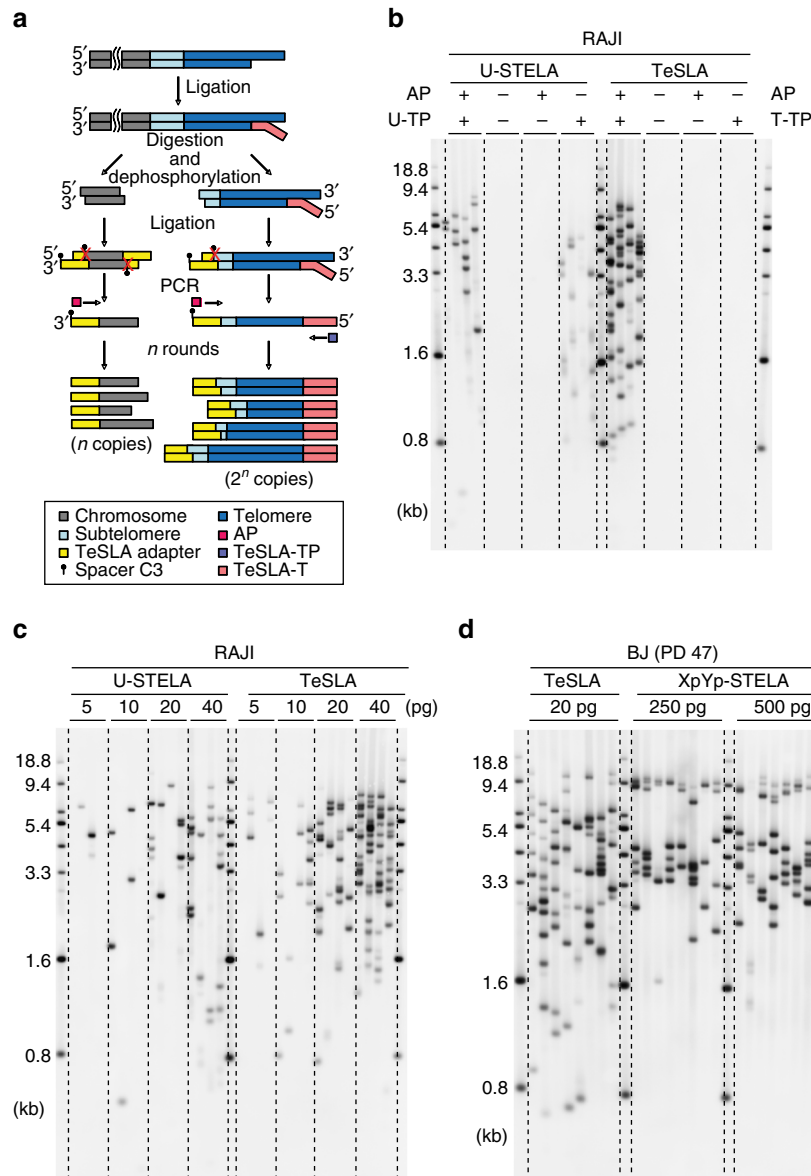 a
5′
3′
Ligation
5′
3′
Digestion
and
dephosphorylation
5′
3′
3′
5′
Ligation
5′
3′
3′
5′
PCR
3′
5′
n rounds
(n copies)
(2ⁿ copies)
Chromosome
Subtelomere
TeSLA adapter
Spacer C3
Telomere
AP
TeSLA-TP
TeSLA-T
b
RAJI
U-STELA TeSLA
AP + – + – + – + – AP
U-TP + – – + + – – + T-TP
18.8
9.4
5.4
3.3
1.6
0.8
(kb)
c
RAJI
U-STELA TeSLA
5 10 20 40 5 10 20 40 (pg)
18.8
9.4
5.4
3.3
1.6
0.8
(kb)
d
BJ (PD 47)
TeSLA XpYp-STELA
20 pg 250 pg 500 pg
18.8
9.4
5.4
3.3
1.6
0.8
(kb)